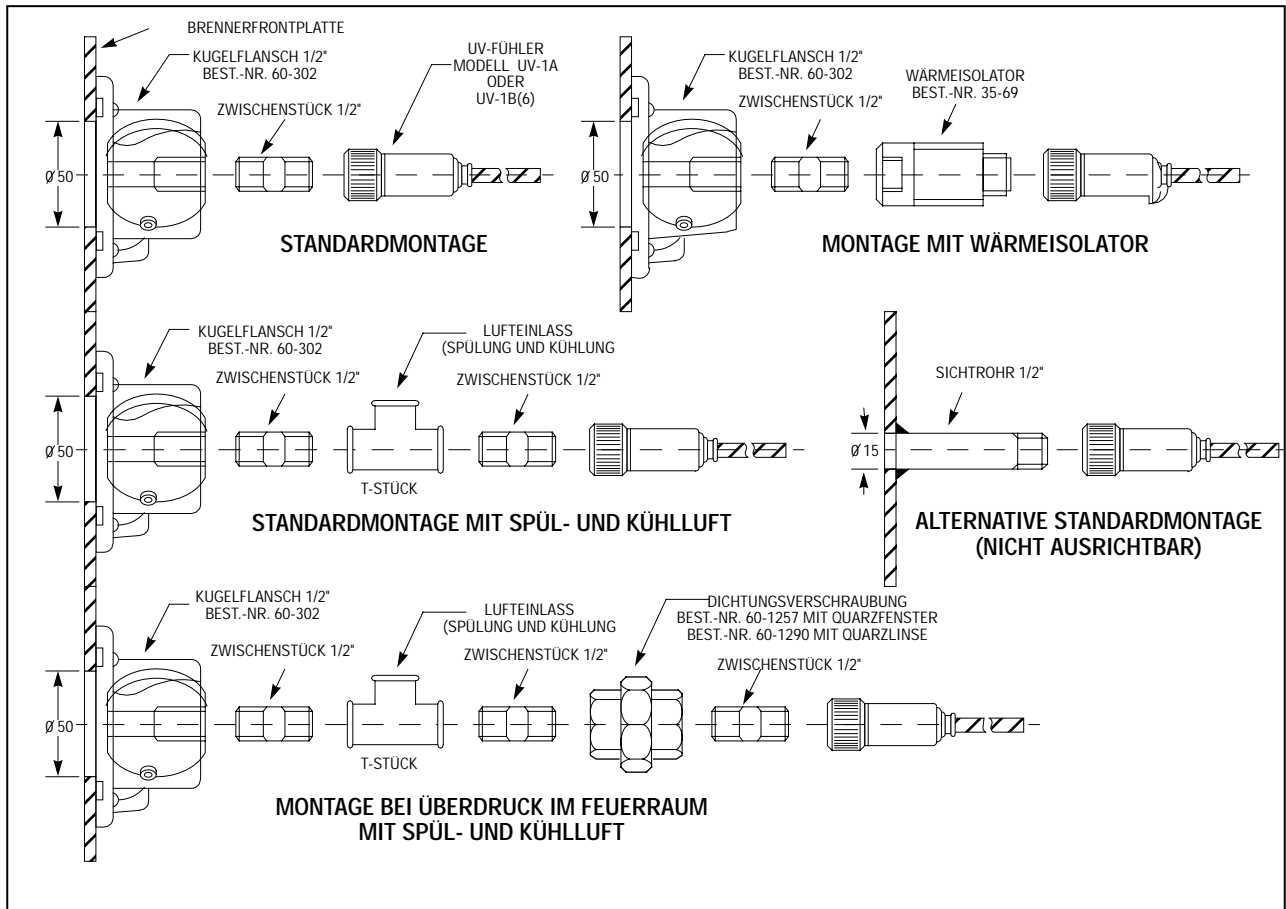 BRENNERFRONTPLATTE
KUGELFLANSCH 1/2"
BEST.-NR. 60-302
ZWISCHENSTÜCK 1/2"
UV-FÜHLER
MODELL UV-1A
ODER
UV-1B(6)
Ø 50
STANDARDMONTAGE
KUGELFLANSCH 1/2"
BEST.-NR. 60-302
ZWISCHENSTÜCK 1/2"
WÄRMEISOLATOR
BEST.-NR. 35-69
Ø 50
MONTAGE MIT WÄRMEISOLATOR
KUGELFLANSCH 1/2"
BEST.-NR. 60-302
ZWISCHENSTÜCK 1/2"
LUFTEINLASS
(SPÜLUNG UND KÜHLUNG
ZWISCHENSTÜCK 1/2"
Ø 50
T-STÜCK
STANDARDMONTAGE MIT SPÜL- UND KÜHLLUFT
SICHTROHR 1/2"
Ø 15
ALTERNATIVE STANDARDMONTAGE
(NICHT AUSRICHTBAR)
KUGELFLANSCH 1/2"
BEST.-NR. 60-302
ZWISCHENSTÜCK 1/2"
LUFTEINLASS
(SPÜLUNG UND KÜHLUNG
ZWISCHENSTÜCK 1/2"
DICHTUNGSVERSCHRAUBUNG
BEST.-NR. 60-1257 MIT QUARZFENSTER
BEST.-NR. 60-1290 MIT QUARZLINSE
ZWISCHENSTÜCK 1/2"
Ø 50
T-STÜCK
MONTAGE BEI ÜBERDRUCK IM FEUERRAUM
MIT SPÜL- UND KÜHLLUFT